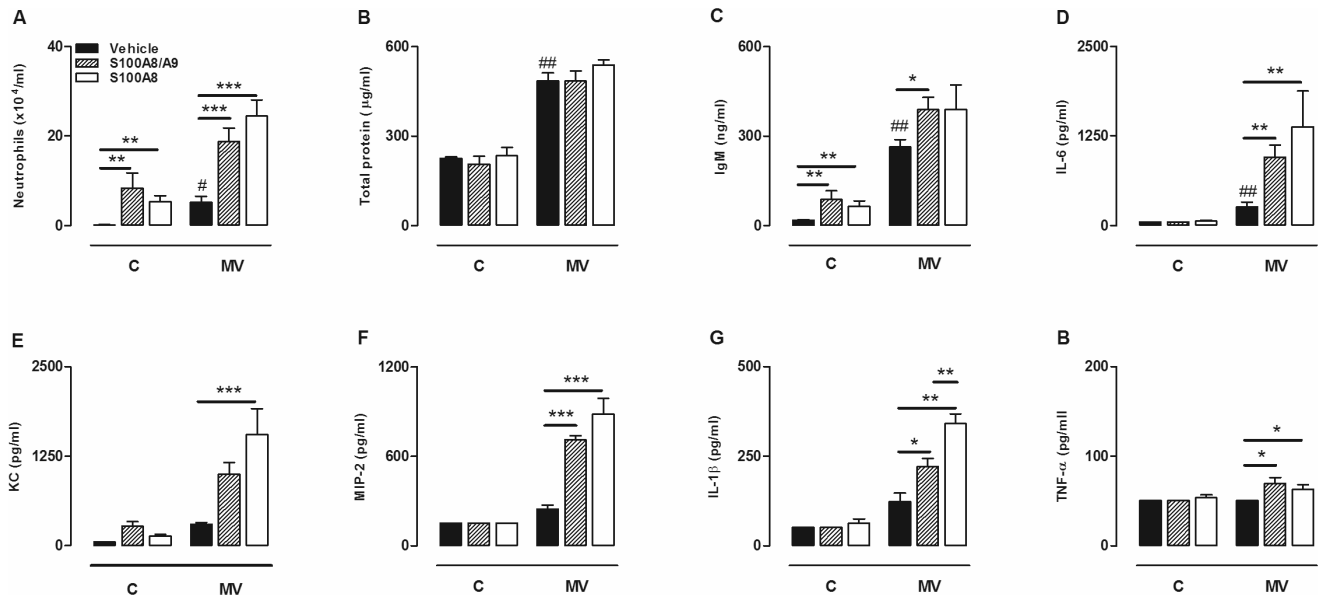 A
Neutrophils (x10⁴/ml)
40
20
0
Vehicle
S100A8/A9
S100A8
**
**
#
***
***
C
MV
B
Total protein (µg/ml)
600
300
0
##
C
MV
C
IgM (ng/ml)
600
300
0
**
**
##
*
C
MV
D
IL-6 (pg/ml)
2500
1250
0
##
**
**
C
MV
E
KC (pg/ml)
2500
1250
0
***
C
MV
F
MIP-2 (pg/ml)
1200
600
0
***
***
C
MV
G
IL-1β (pg/ml)
500
250
0
*
**
**
C
MV
B
TNF-α (pg/mll
200
100
0
*
*
C
MV